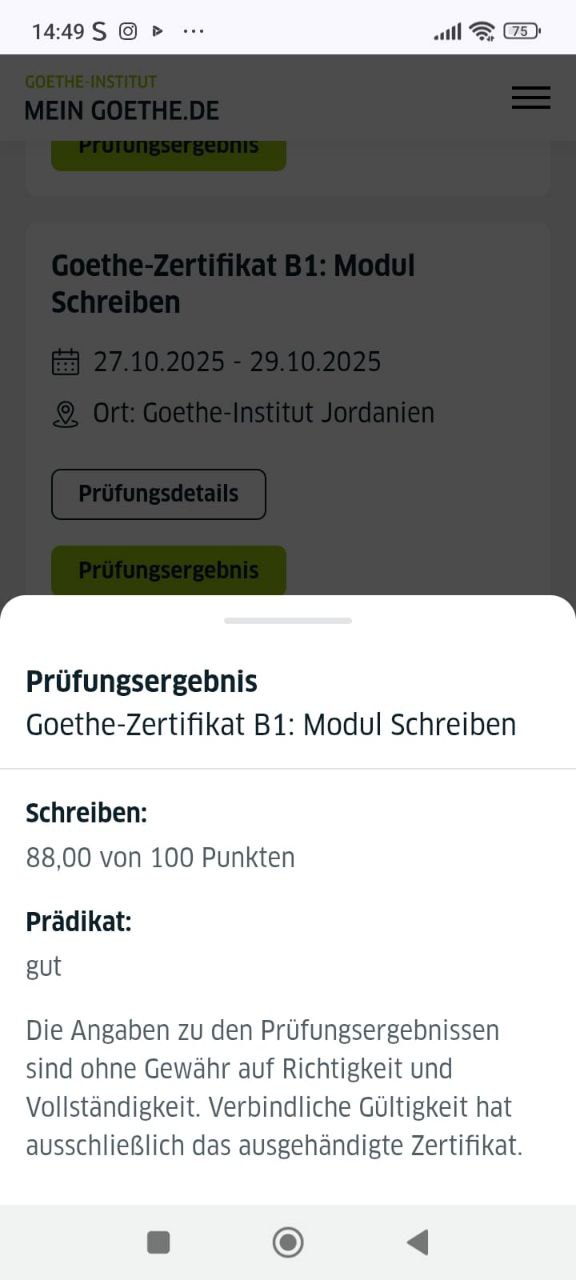 14:49 S ...
75
GOETHE-INSTITUT
MEIN GOETHE.DE
Prüfungsergebnis
Goethe-Zertifikat B1: Modul
Schreiben
27.10.2025 - 29.10.2025
Ort: Goethe-Institut Jordanien
Prüfungsdetails
Prüfungsergebnis
Prüfungsergebnis
Goethe-Zertifikat B1: Modul Schreiben
Schreiben:
88,00 von 100 Punkten
Prädikat:
gut
Die Angaben zu den Prüfungsergebnissen
sind ohne Gewähr auf Richtigkeit und
Vollständigkeit. Verbindliche Gültigkeit hat
ausschließlich das ausgehändigte Zertifikat.